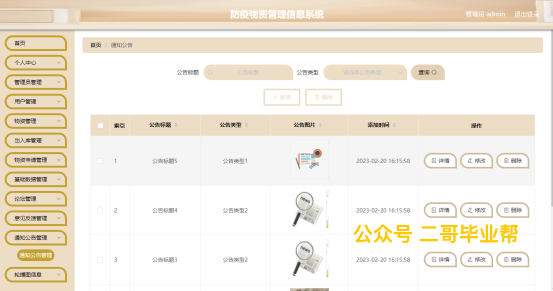 防疫物资管理信息系统
管理员 admin 退出登录
首页
个人中心
管理员管理
用户管理
物资管理
出入库管理
物资申请管理
基础数据管理
论坛管理
意见反馈管理
通知公告管理
通知公告管理
轮播图信息
首页 / 通知公告
公告标题 公告标题 公告类型 请选择公告类型 查询
+ 新增 删除
索引 公告标题 公告类型 公告图片 添加时间 操作
1 公告标题5 公告类型1 2023-02-20 16:15:58 详情 修改 删除
2 公告标题4 公告类型2 2023-02-20 16:15:58 详情 修改 删除
3 公告标题3 公告类型2 2023-02-20 16:15:58 详情 修改 删除
公众号 二哥毕业帮